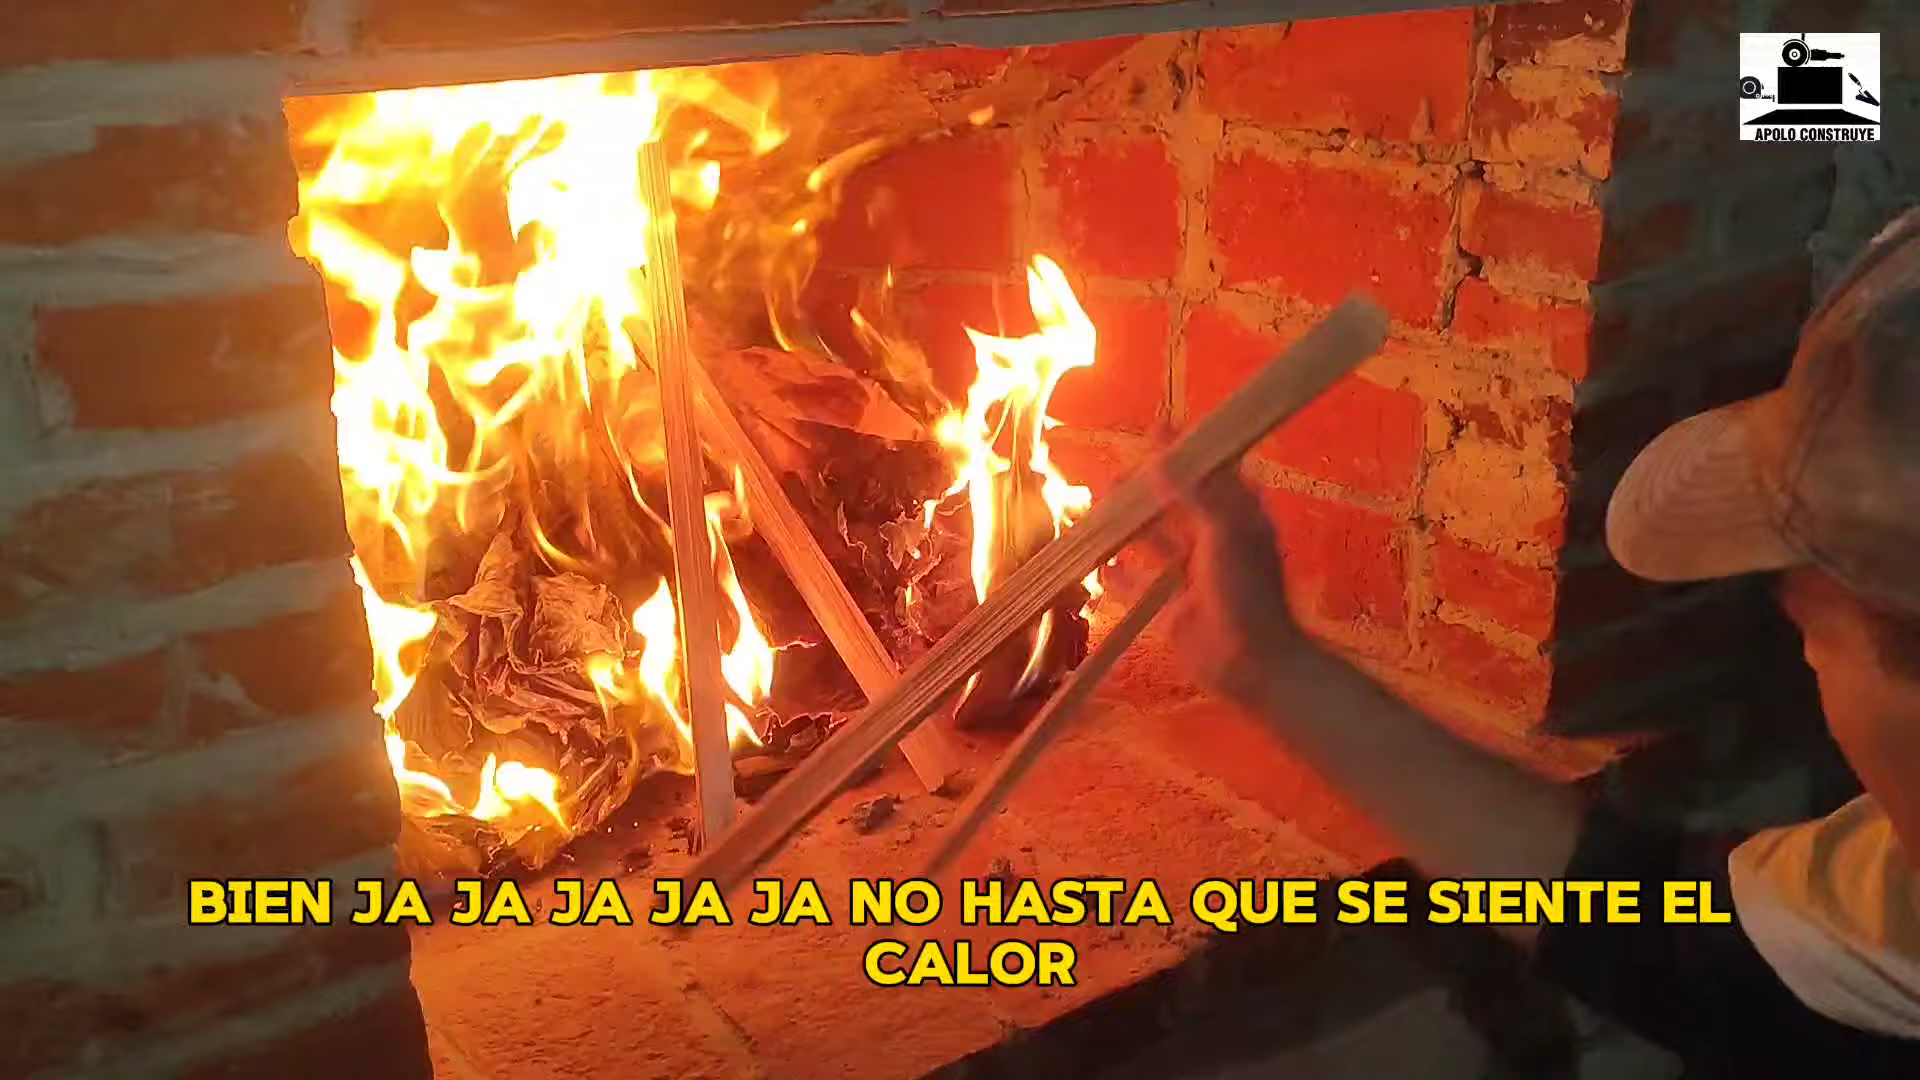 APOLO CONSTRUYE
BIEN JA JA JA JA JA NO HASTA QUE SE SIENTE EL
CALOR